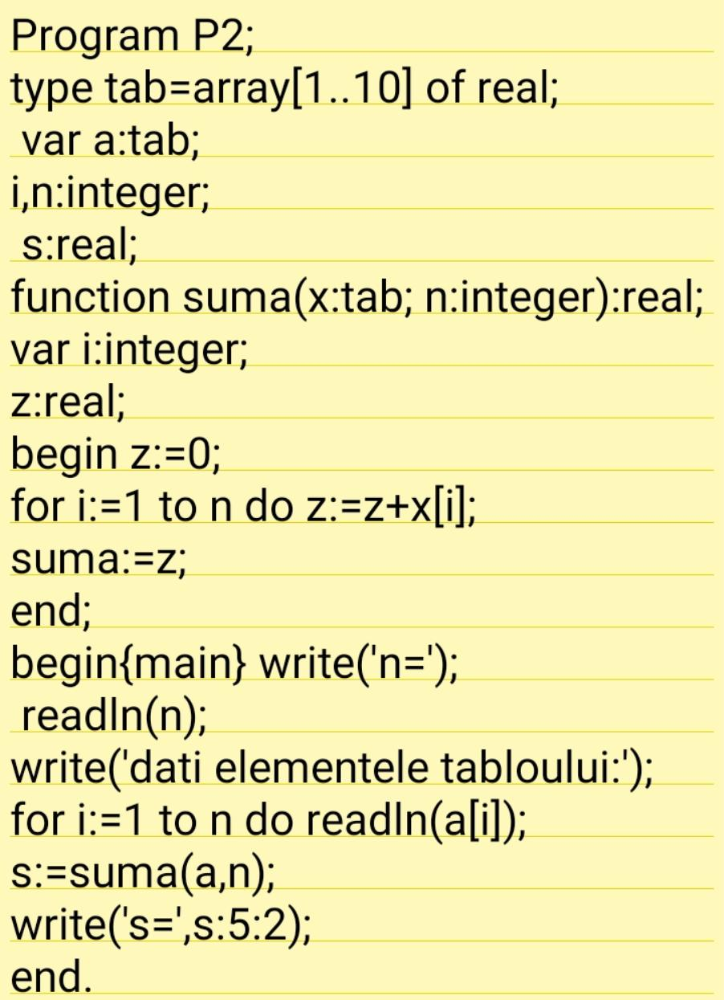 Program P2;
type tab=array[1..10] of real;
var a:tab;
i,n:integer;
s:real;
function suma(x:tab; n:integer):real;
var i:integer;
z:real;
begin z:=0;
for i:=1 to n do z:=z+x[i];
suma:=z;
end;
begin{main} write('n=');
readln(n);
write('dati elementele tabloului:');
for i:=1 to n do readln(a[i]);
s:=suma(a,n);
write('s=',s:5:2);
end.